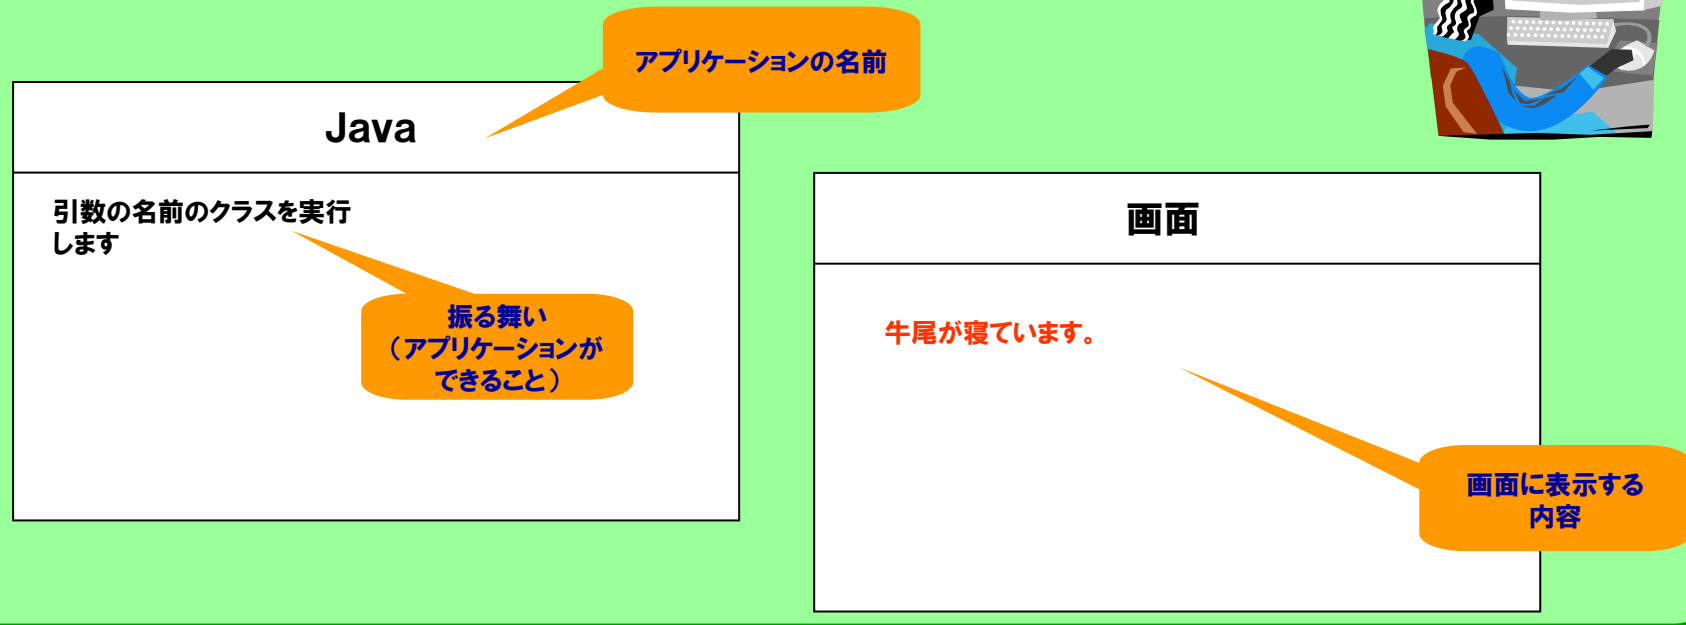 アプリケーションの名前
Java
引数の名前のクラスを実行
します
振る舞い
（アプリケーションが
できること）
画面
牛尾が寝ています。
画面に表示する
内容